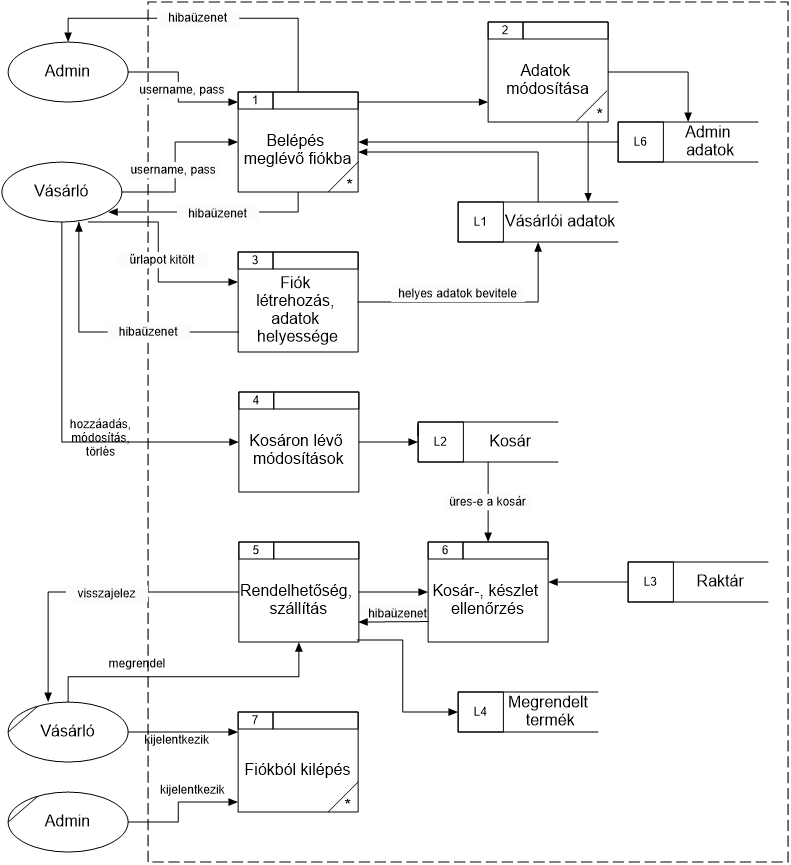 hibaüzenet
Admin
username, pass
1
Belépés
meglévő fiókba
*
2
Adatok
módosítása
*
L6
Admin
adatok
Vásárló
username, pass
hibaüzenet
L1
Vásárlói adatok
űrlapot kitölt
3
Fiók
létrehozás,
adatok
helyessége
helyes adatok bevitele
hibaüzenet
hozzáadás,
módosítás,
törlés
4
Kosáron lévő
módosítások
L2
Kosár
üres-e a kosár
5
Rendelhetőség,
szállítás
6
Kosár-, készlet
ellenőrzés
L3
Raktár
visszajelez
hibaüzenet
megrendel
L4
Megrendelt
termék
Vásárló
kijelentkezik
7
Fiókból kilépés
*
kijelentkezik
Admin